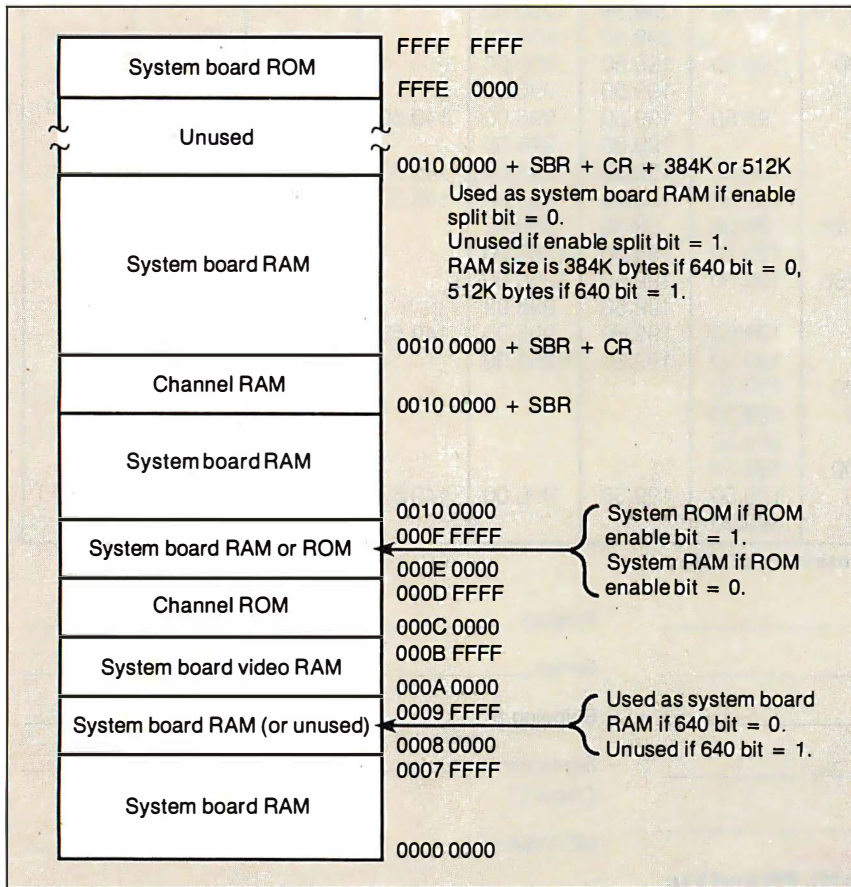 FFFF FFFF
System board ROM
FFFE 0000
Unused
0010 0000 + SBR + CR + 384K or 512K
Used as system board RAM if enable
split bit = 0.
Unused if enable split bit = 1.
RAM size is 384K bytes if 640 bit = 0,
512K bytes if 640 bit = 1.
System board RAM
0010 0000 + SBR + CR
Channel RAM
0010 0000 + SBR
System board RAM
0010 0000
000F FFFF
System board RAM or ROM
System ROM if ROM
enable bit = 1.
System RAM if ROM
enable bit = 0.
000E 0000
000D FFFF
Channel ROM
000C 0000
000B FFFF
System board video RAM
000A 0000
0009 FFFF
System board RAM (or unused)
Used as system board
RAM if 640 bit = 0.
Unused if 640 bit = 1.
0008 0000
0007 FFFF
System board RAM
0000 0000